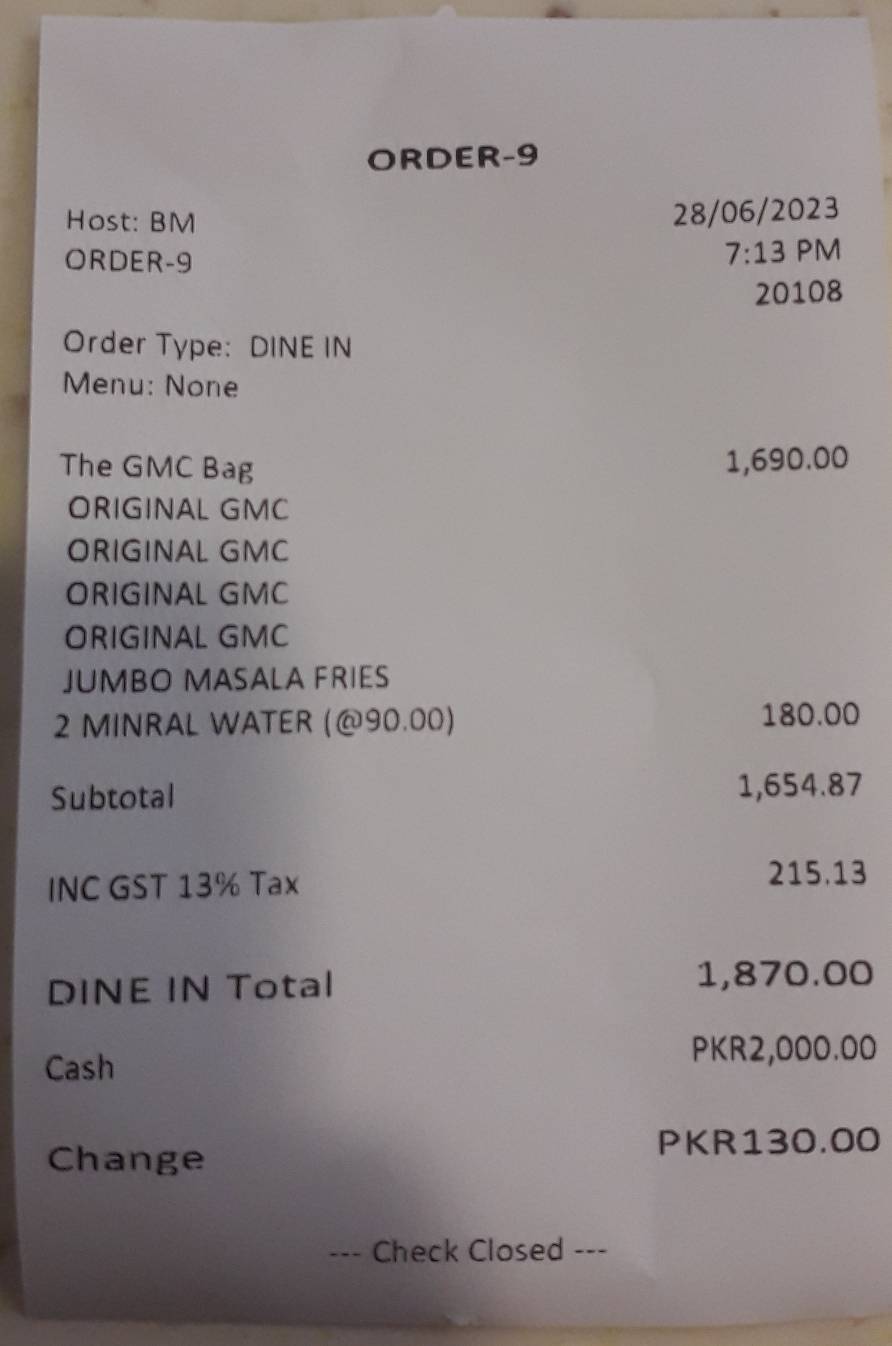 ORDER-9
Host: BM 28/06/2023
ORDER-9 7:13 PM
20108
Order Type: DINE IN
Menu: None
The GMC Bag 1,690.00
ORIGINAL GMC
ORIGINAL GMC
ORIGINAL GMC
ORIGINAL GMC
JUMBO MASALA FRIES
2 MINRAL WATER (@90.00) 180.00
Subtotal 1,654.87
INC GST 13% Tax 215.13
DINE IN Total 1,870.00
Cash PKR2,000.00
Change PKR130.00
--- Check Closed ---